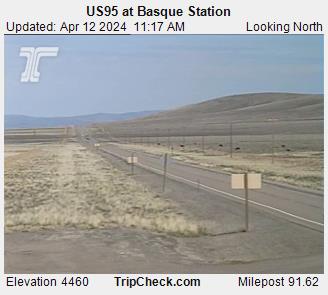 US95 at Basque Station
Updated: Apr 12 2024 11:17 AM Looking North
Elevation 4460 TripCheck.com Milepost 91.62